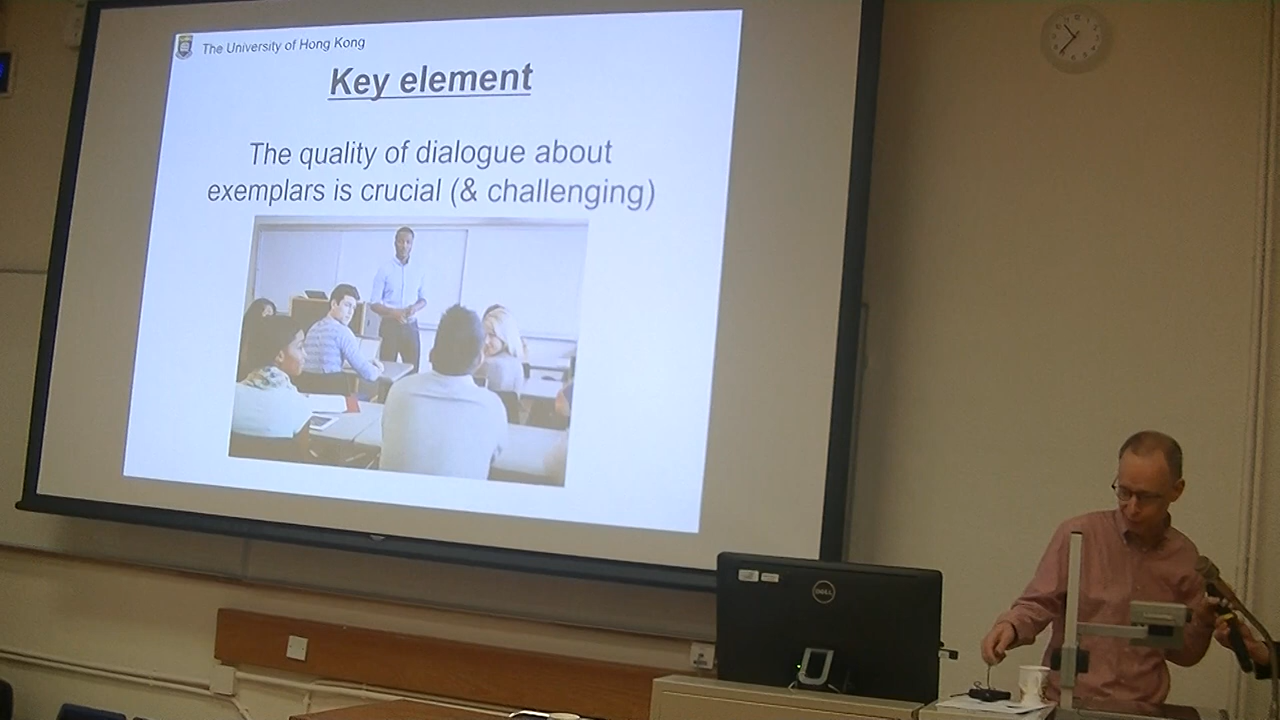 The University of Hong Kong
Key element
The quality of dialogue about
exemplars is crucial (& challenging)
DELL